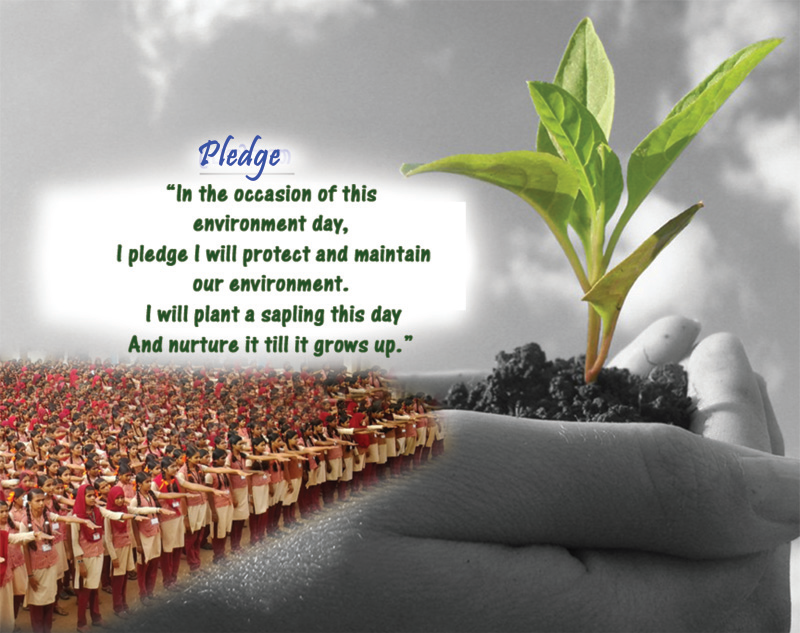 Pledge
“In the occasion of this
environment day,
I pledge I will protect and maintain
our environment.
I will plant a sapling this day
And nurture it till it grows up.”